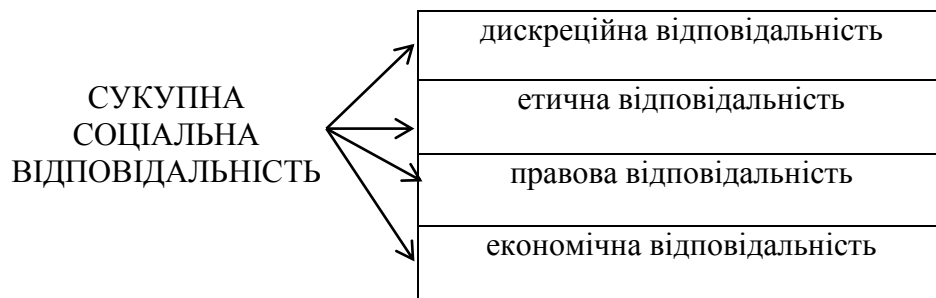 СУКУПНА
СОЦІАЛЬНА
ВІДПОВІДАЛЬНІСТЬ
дискреційна відповідальність
етична відповідальність
правова відповідальність
економічна відповідальність